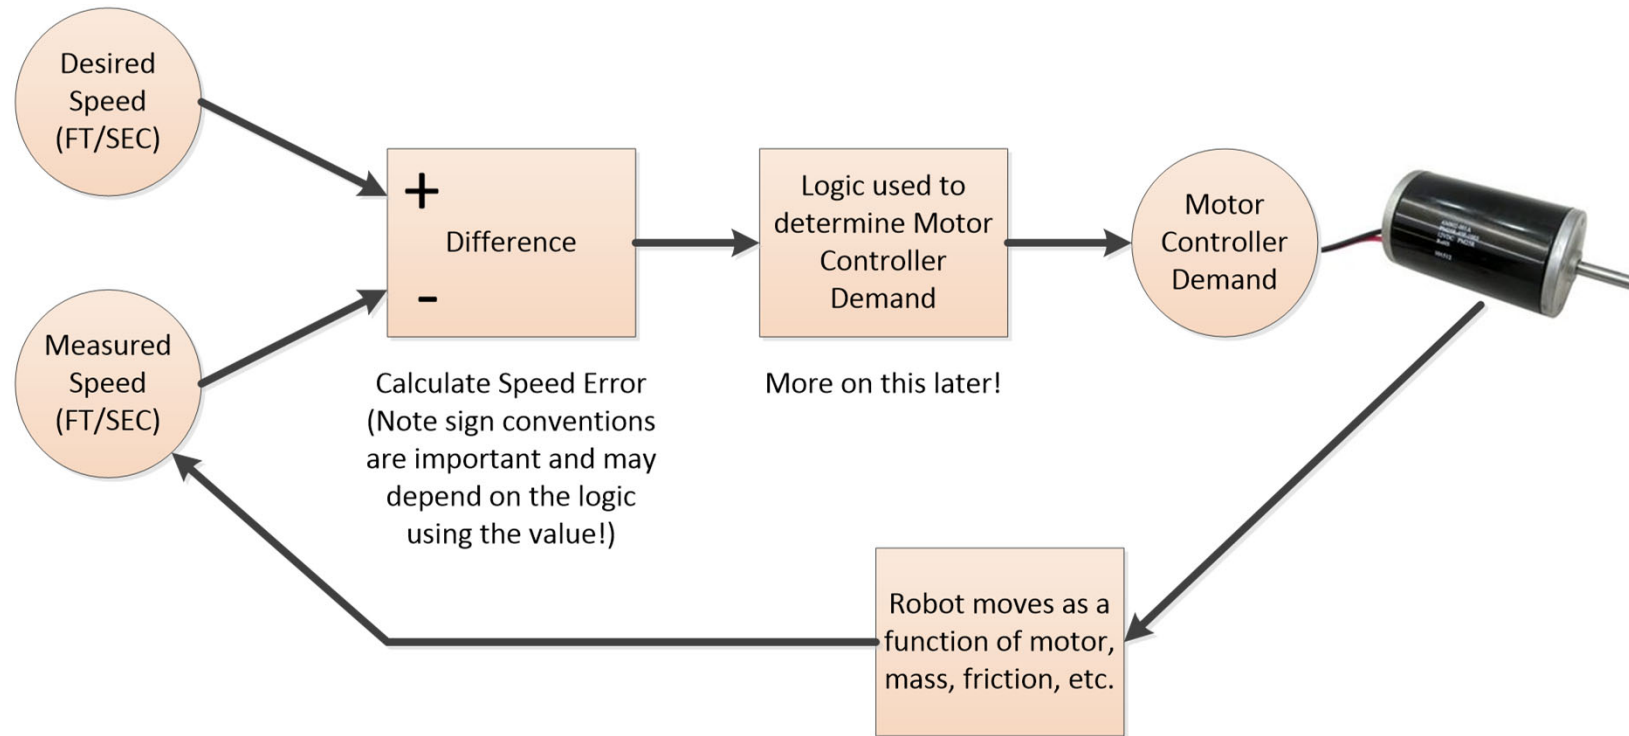 Desired
Speed
(FT/SEC)
+
Difference
-
Logic used to
determine Motor
Controller
Demand
Motor
Controller
Demand
Measured
Speed
(FT/SEC)
Calculate Speed Error
(Note sign conventions
are important and may
depend on the logic
using the value!)
More on this later!
Robot moves as a
function of motor,
mass, friction, etc.